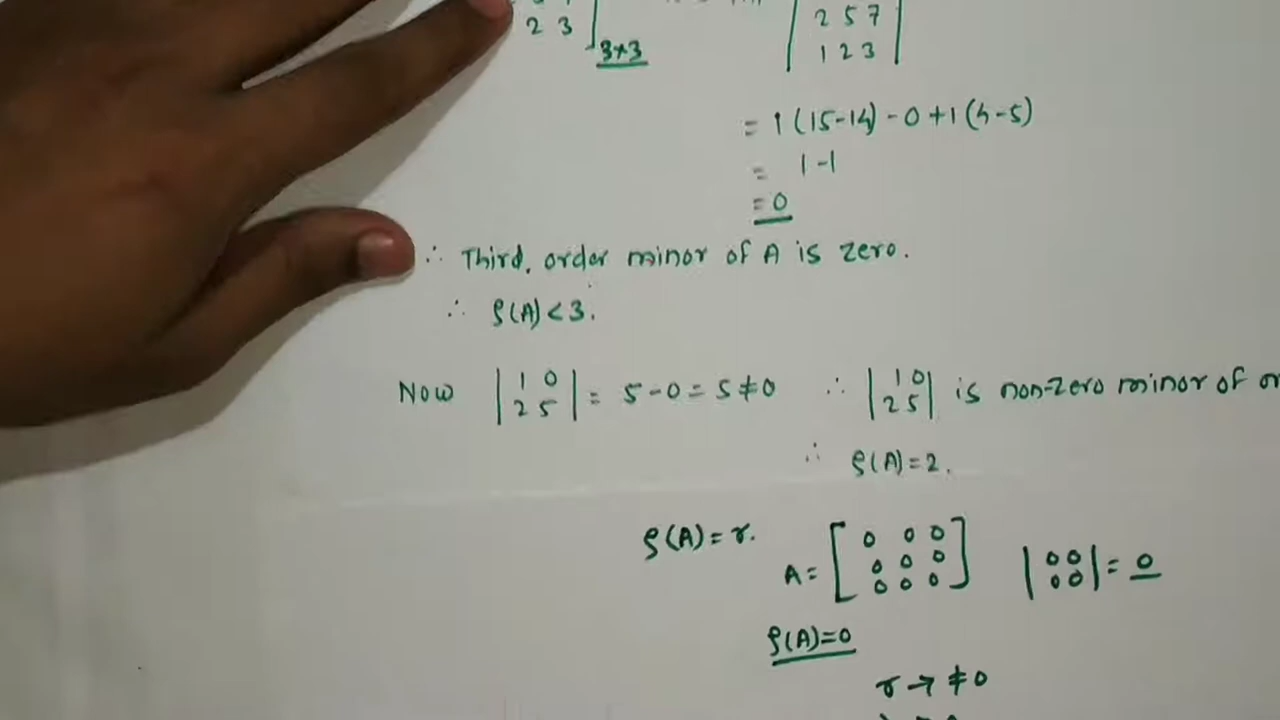 2 3
3×3
2 5 7
1 2 3
= 1 (15-14) - 0 + 1 (4-5)
= 1-1
= 0
∴ Third, order minor of A is zero.
∴ ρ(A) < 3.
Now |1 0| = 5-0 = 5 ≠ 0 ∴ |1 0| is non-zero minor of
|2 5| |2 5|
∴ ρ(A) = 2.
ρ(A) = r.
A = [0 0 0 |0 0| = 0
0 0 0 |0 0|
0 0 0]
ρ(A) = 0
r → ≠ 0